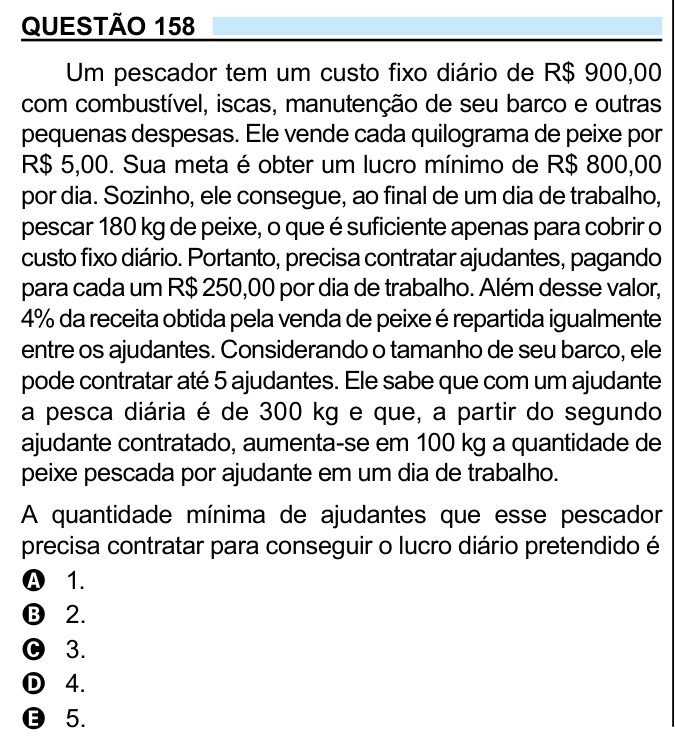 QUESTÃO 158
Um pescador tem um custo fixo diário de R$ 900,00
com combustível, iscas, manutenção de seu barco e outras
pequenas despesas. Ele vende cada quilograma de peixe por
R$ 5,00. Sua meta é obter um lucro mínimo de R$ 800,00
por dia. Sozinho, ele consegue, ao final de um dia de trabalho,
pescar 180 kg de peixe, o que é suficiente apenas para cobrir o
custo fixo diário. Portanto, precisa contratar ajudantes, pagando
para cada um R$ 250,00 por dia de trabalho. Além desse valor,
4% da receita obtida pela venda de peixe é repartida igualmente
entre os ajudantes. Considerando o tamanho de seu barco, ele
pode contratar até 5 ajudantes. Ele sabe que com um ajudante
a pesca diária é de 300 kg e que, a partir do segundo
ajudante contratado, aumenta-se em 100 kg a quantidade de
peixe pescada por ajudante em um dia de trabalho.
A quantidade mínima de ajudantes que esse pescador
precisa contratar para conseguir o lucro diário pretendido é
A 1.
B 2.
C 3.
D 4.
E 5.